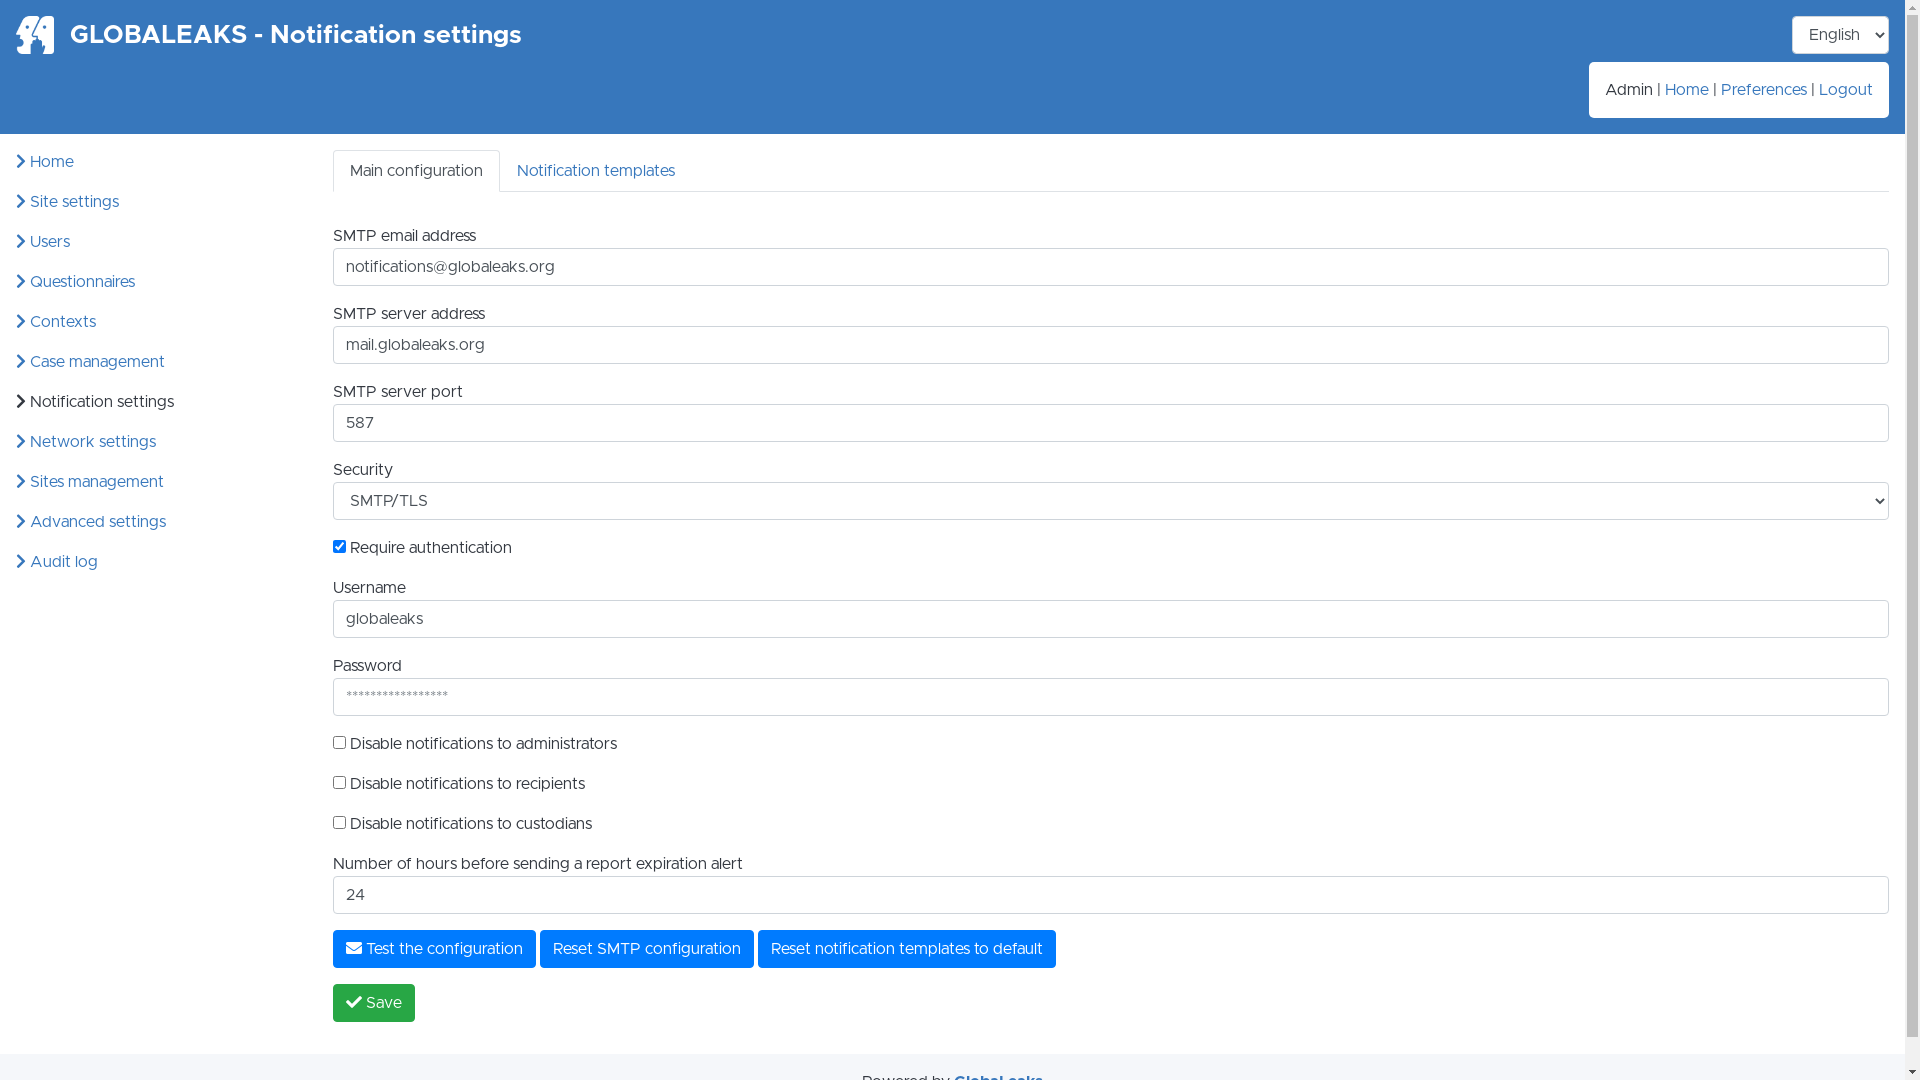 GLOBALEAKS - Notification settings
English
Admin | Home | Preferences | Logout
Home
Site settings
Users
Questionnaires
Contexts
Case management
Notification settings
Network settings
Sites management
Advanced settings
Audit log
Main configuration
Notification templates
SMTP email address
notifications@globaleaks.org
SMTP server address
mail.globaleaks.org
SMTP server port
587
Security
SMTP/TLS
Require authentication
Username
globaleaks
Password
*****************
Disable notifications to administrators
Disable notifications to recipients
Disable notifications to custodians
Number of hours before sending a report expiration alert
24
Test the configuration
Reset SMTP configuration
Reset notification templates to default
Save
Powered by GlobaLeaks